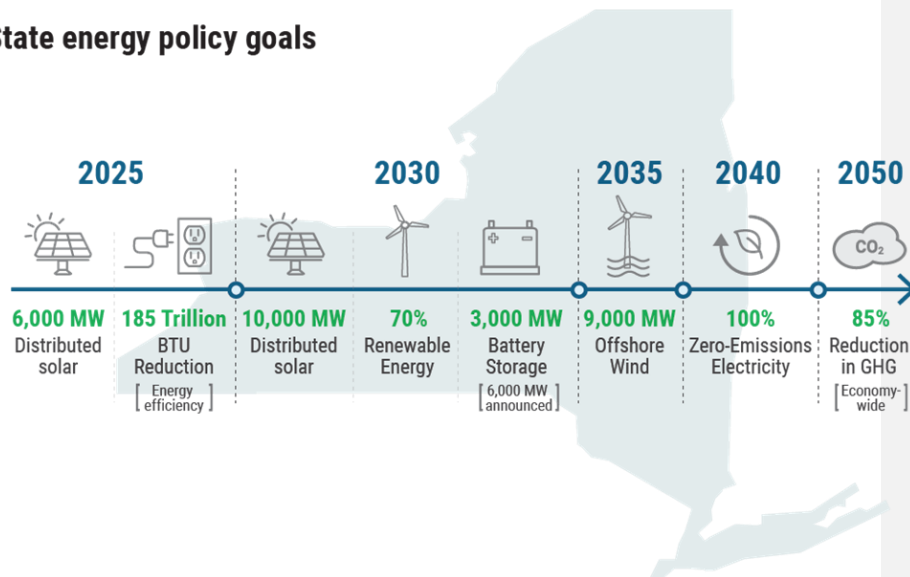 State energy policy goals
2025
2030
2035
2040
2050
CO₂
6,000 MW
Distributed
solar
185 Trillion
BTU
Reduction
[Energy
efficiency]
10,000 MW
Distributed
solar
70%
Renewable
Energy
3,000 MW
Battery
Storage
[6,000 MW
announced]
9,000 MW
Offshore
Wind
100%
Zero-Emissions
Electricity
85%
Reduction
in GHG
[Economy-
wide]